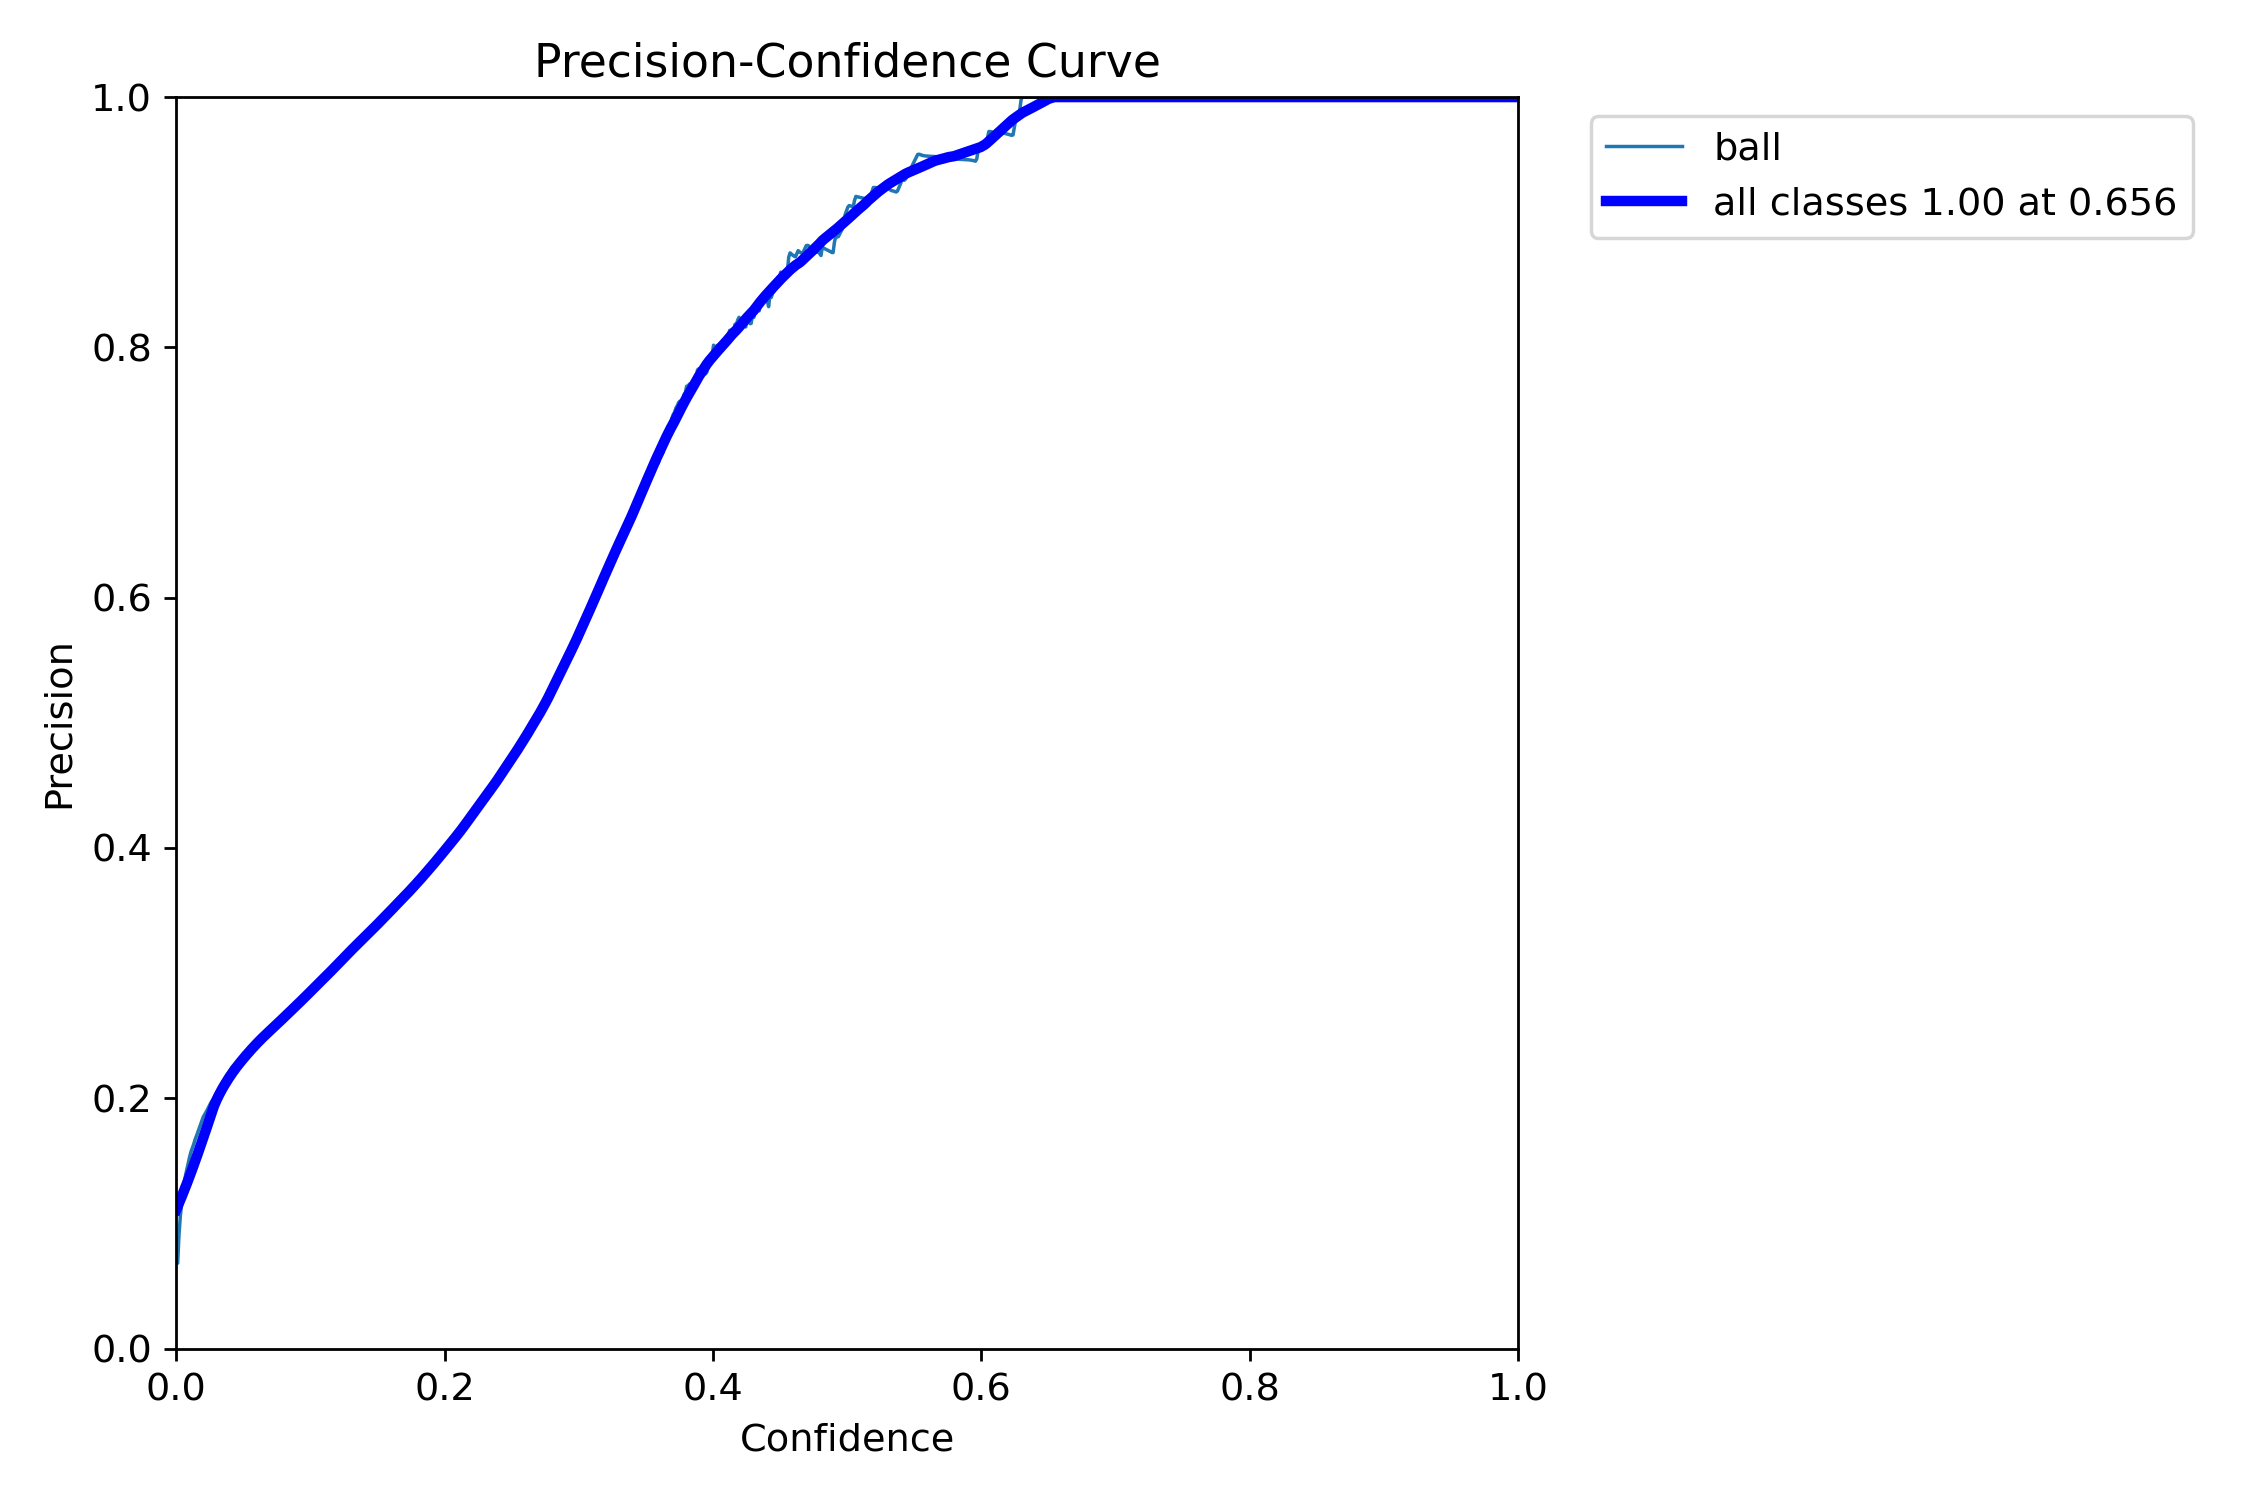 Precision-Confidence Curve
1.0
0.8
0.6
0.4
0.2
0.0
Precision
0.0 0.2 0.4 0.6 0.8 1.0
Confidence
ball
all classes 1.00 at 0.656